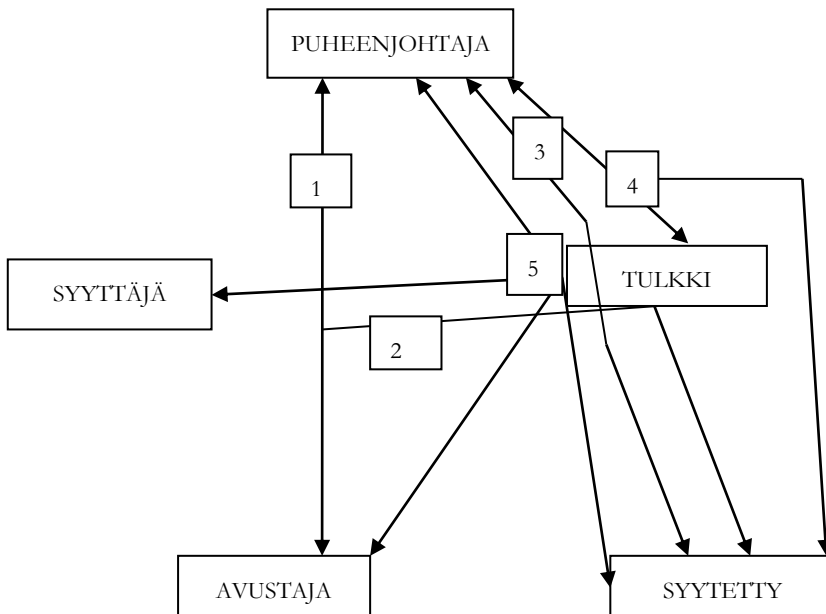 PUHEENJOHTAJA
3
1
4
SYYTTÄJÄ
5
TULKKI
2
AVUSTAJA
SYYTETTY